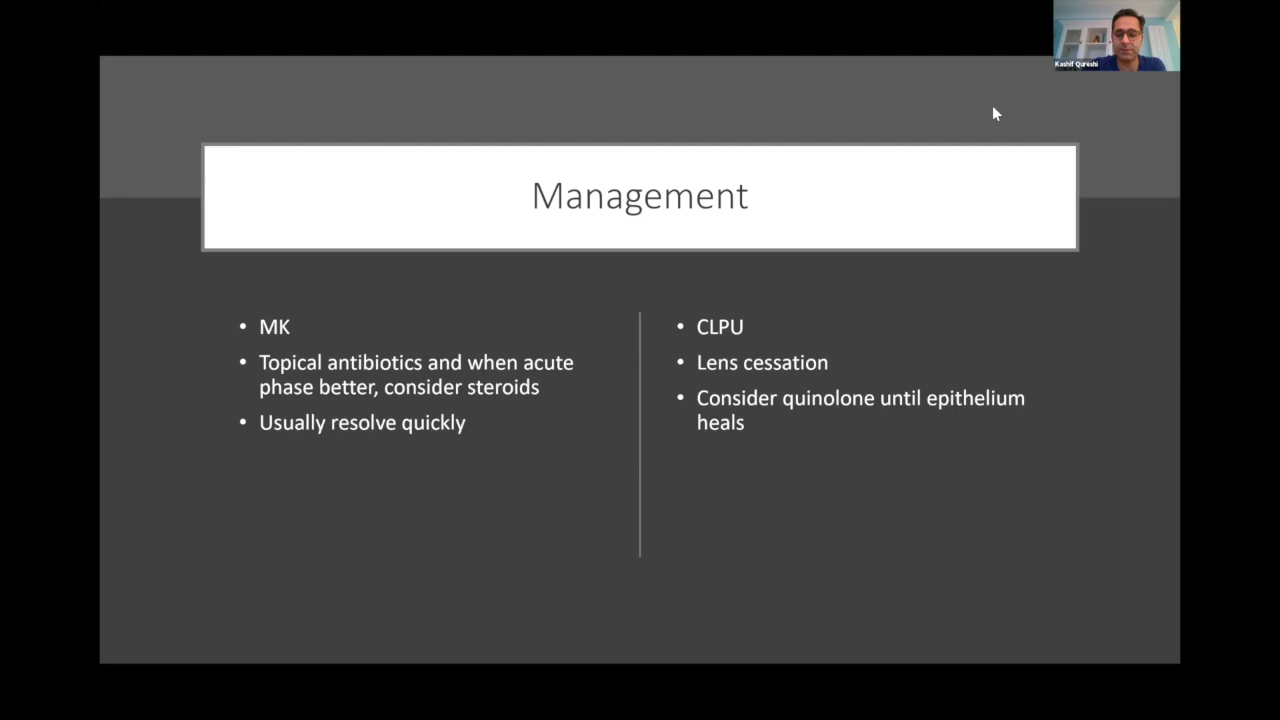 Kashif Qureshi
Management
• MK
• Topical antibiotics and when acute
phase better, consider steroids
• Usually resolve quickly
• CLPU
• Lens cessation
• Consider quinolone until epithelium
heals